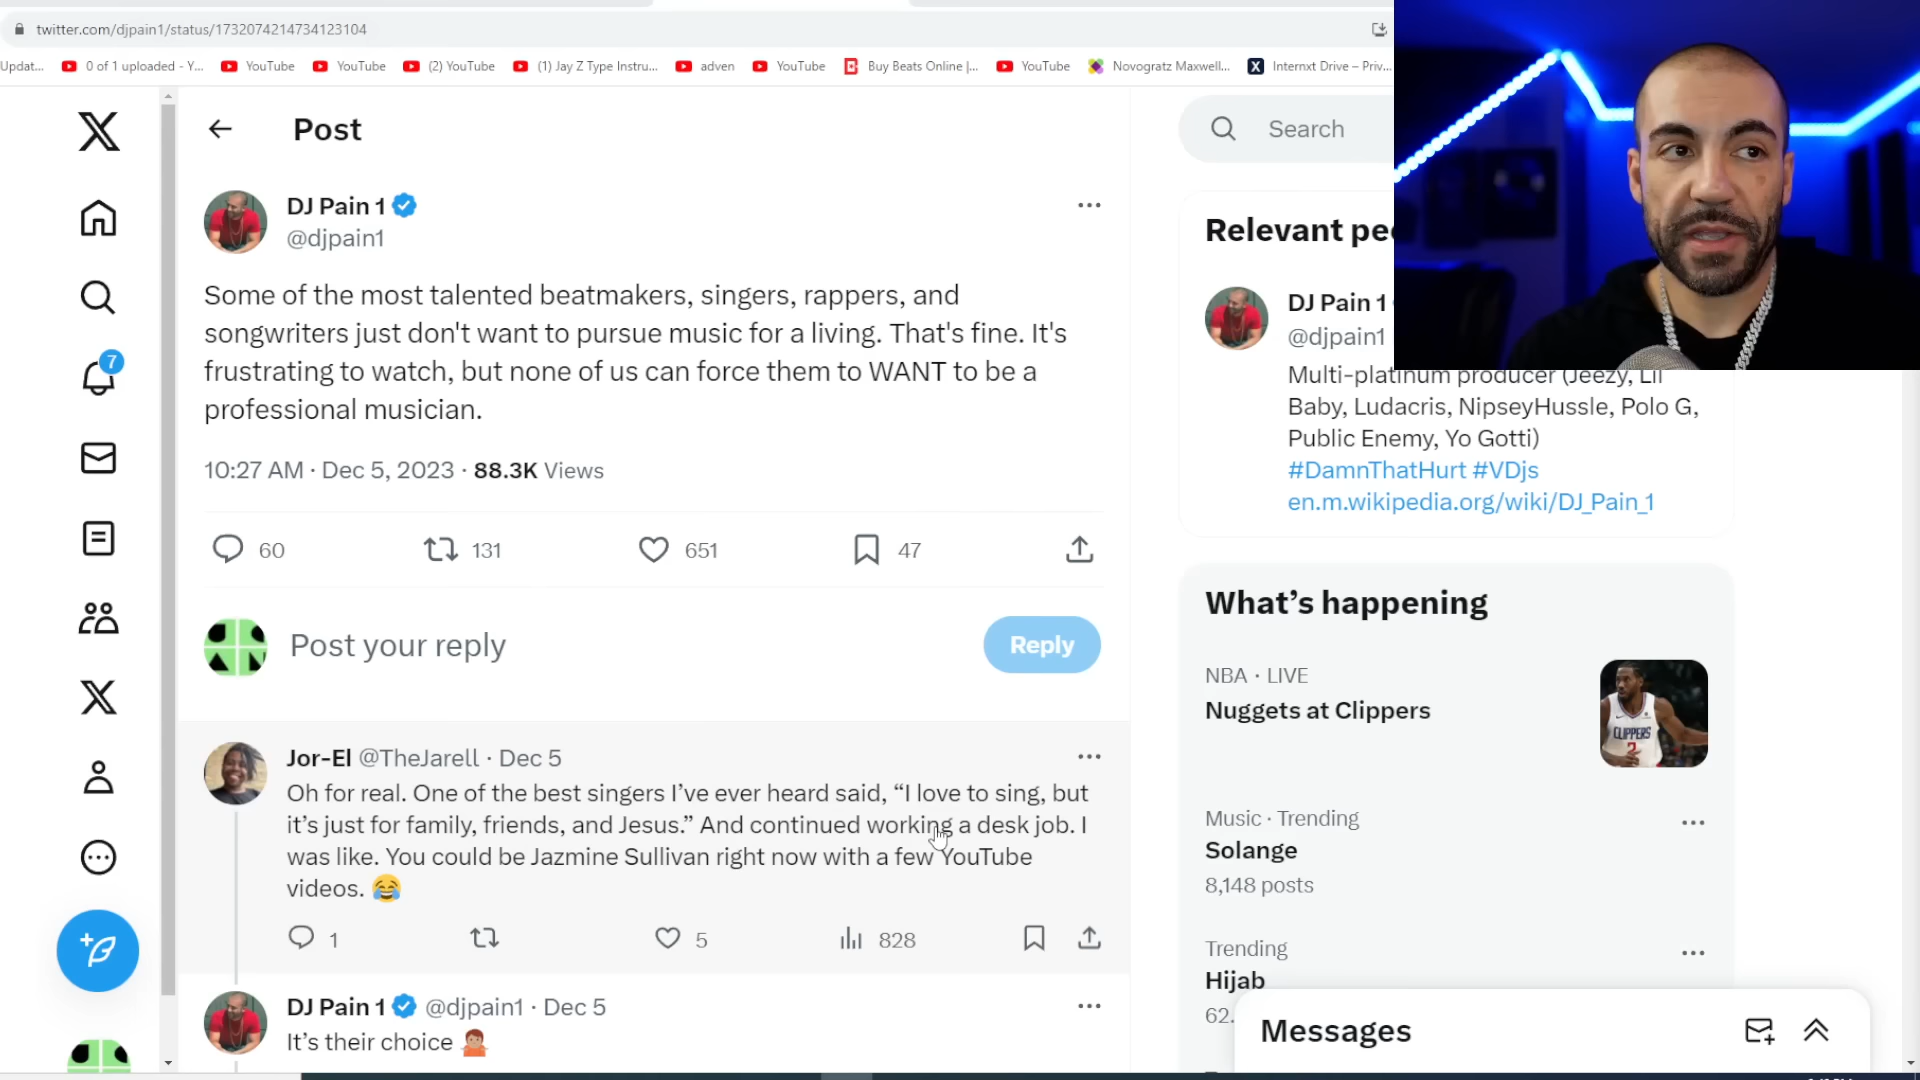 twitter.com/djpain1/status/1732074214734123104
Updat...
0 of 1 uploaded - Y...
YouTube
YouTube
(2) YouTube
(1) Jay Z Type Instru...
adven
YouTube
Buy Beats Online |...
YouTube
Novogratz Maxwell...
Internxt Drive – Priv...
Post
Search
DJ Pain 1
@djpain1
Some of the most talented beatmakers, singers, rappers, and
songwriters just don't want to pursue music for a living. That's fine. It's
frustrating to watch, but none of us can force them to WANT to be a
professional musician.
10:27 AM · Dec 5, 2023 · 88.3K Views
60
131
651
47
Post your reply
Reply
7
Jor-El @TheJarell · Dec 5
Oh for real. One of the best singers I’ve ever heard said, “I love to sing, but
it’s just for family, friends, and Jesus.” And continued working a desk job. I
was like. You could be Jazmine Sullivan right now with a few YouTube
videos. 😂
1
5
828
DJ Pain 1 @djpain1 · Dec 5
It’s their choice 🤷🏽
Relevant pe
DJ Pain 1
@djpain1
Multi-platinum producer (Jeezy, Lil
Baby, Ludacris, NipseyHussle, Polo G,
Public Enemy, Yo Gotti)
#DamnThatHurt #VDjs
en.m.wikipedia.org/wiki/DJ_Pain_1
What’s happening
NBA · LIVE
Nuggets at Clippers
CLIPPERS
2
Music · Trending
Solange
8,148 posts
Trending
Hijab
62.
Messages